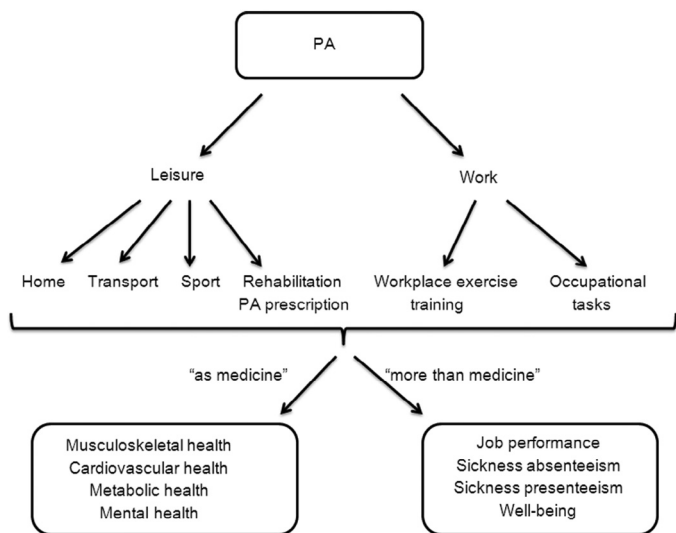 PA
Leisure
Work
Home
Transport
Sport
Rehabilitation
PA prescription
Workplace exercise
training
Occupational
tasks
“as medicine”
“more than medicine”
Musculoskeletal health
Cardiovascular health
Metabolic health
Mental health
Job performance
Sickness absenteeism
Sickness presenteeism
Well-being